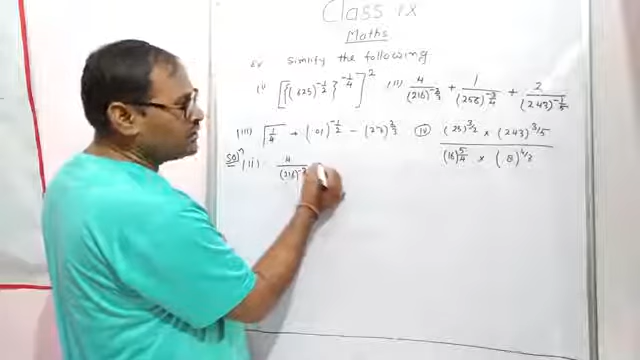 Class IX
Maths
Ex Simlify the following
(i) [{(625)^{-1/2}}^{-1/4}]^2 (ii) 4/(216)^{-2/3} + 1/(256)^{-3/4} + 2/(243)^{-1/5}
(iii) √1/4 + (.01)^{-1/2} - (27)^{2/3} (iv) (25)^{3/2} × (243)^{3/5} / (16)^{5/4} × (8)^{4/3}
Sol^n (ii) 4/(216)^{-2